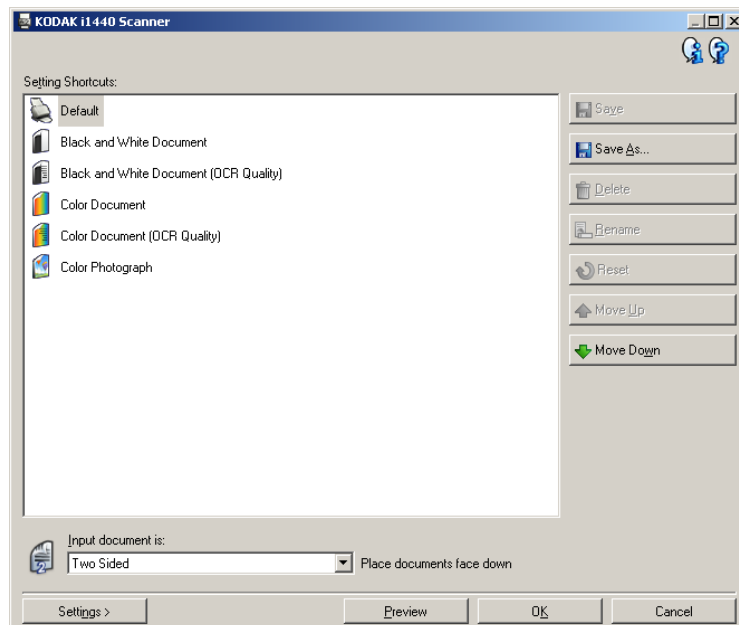 KODAK i1440 Scanner
Setting Shortcuts:
Default
Black and White Document
Black and White Document (OCR Quality)
Color Document
Color Document (OCR Quality)
Color Photograph
Save
Save As...
Delete
Rename
Reset
Move Up
Move Down
Input document is:
2
Two Sided
Place documents face down
Settings >
Preview
OK
Cancel